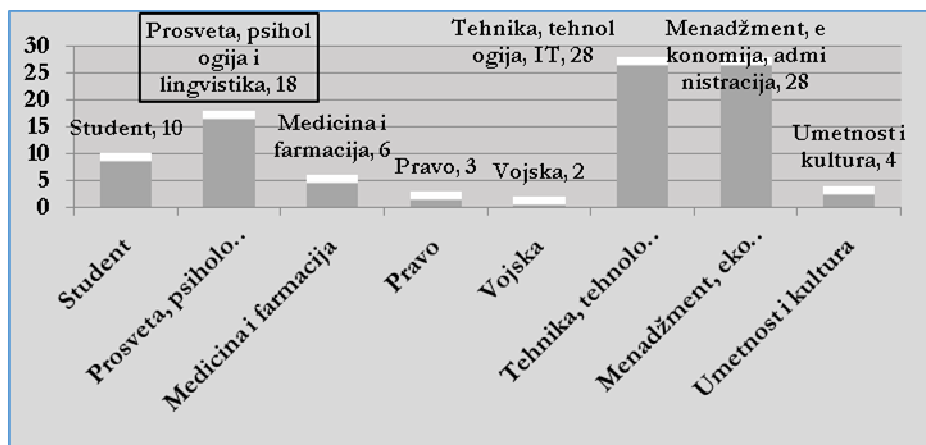 30
25
20
15
10
5
0
Student, 10
Prosveta, psihol
ogija i
lingvistika, 18
Medicina i
farmacija, 6
Pravo, 3
Vojska, 2
Tehnika, tehnol
ogija, IT, 28
Menadžment, e
konomija, admi
nistracija, 28
Umetnost i
kultura, 4
Student
Prosveta, psiholo..
Medicina i farmacija
Pravo
Vojska
Tehnika, tehnolo..
Menadžment, eko..
Umetnost i kultura